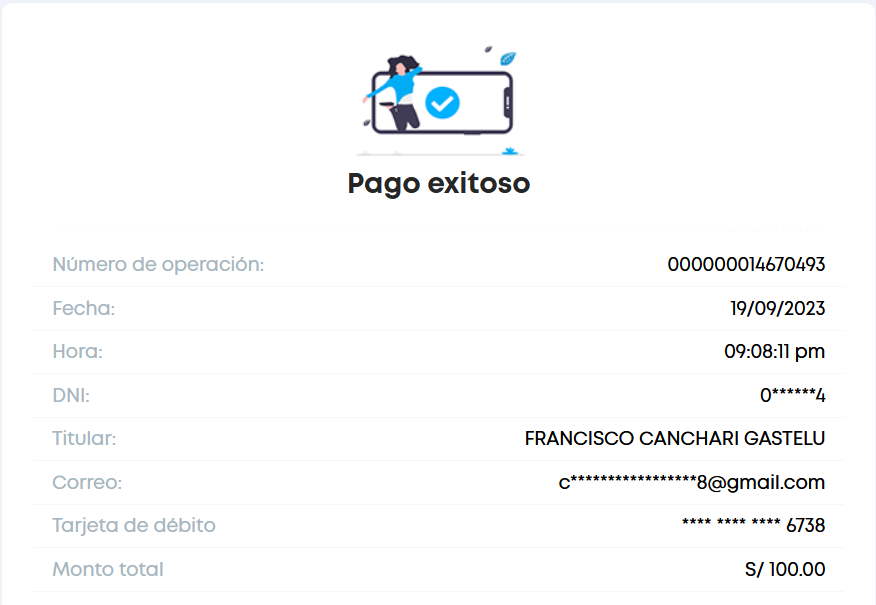 Pago exitoso
Número de operación: 000000014670493
Fecha: 19/09/2023
Hora: 09:08:11 pm
DNI: 0******4
Titular: FRANCISCO CANCHARI GASTELU
Correo: c*****************8@gmail.com
Tarjeta de débito **** **** **** 6738
Monto total S/ 100.00